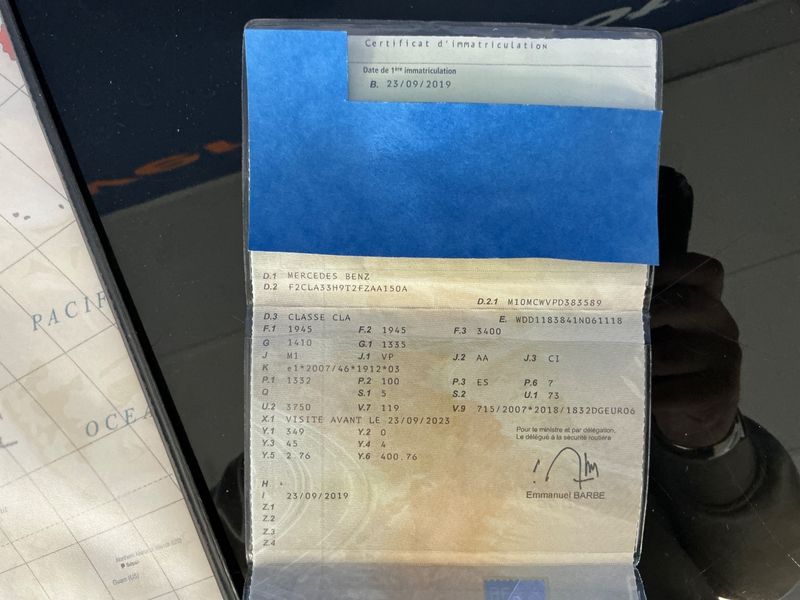 Certificat d'immatriculation
Date de 1ère immatriculation
B. 23/09/2019
D.1 MERCEDES BENZ
D.2 F2CLA33H9T2FZAA150A
D.2.1 M10MCWVPD383589
D.3 CLASSE CLA
E. WDD1183841N061118
F.1 1945 F.2 1945 F.3 3400
G 1410 G.1 1335
J M1 J.1 VP J.2 AA J.3 CI
K e1*2007/46*1912*03
P.1 1332 P.2 100 P.3 ES P.6 7
Q S.1 5 S.2 U.1 73
U.2 3750 V.7 119 V.9 715/2007*2018/1832DGEURO6
X.1 VISITE AVANT LE 23/09/2023
Y.1 349 Y.2 0
Y.3 45 Y.4 4
Y.5 2.76 Y.6 400.76
Pour le ministre et par délégation,
Le délégué à la sécurité routière
Emmanuel BARBE
H
I 23/09/2019
Z.1
Z.2
Z.3
Z.4
PACIF
OCÉA
Guam (US)